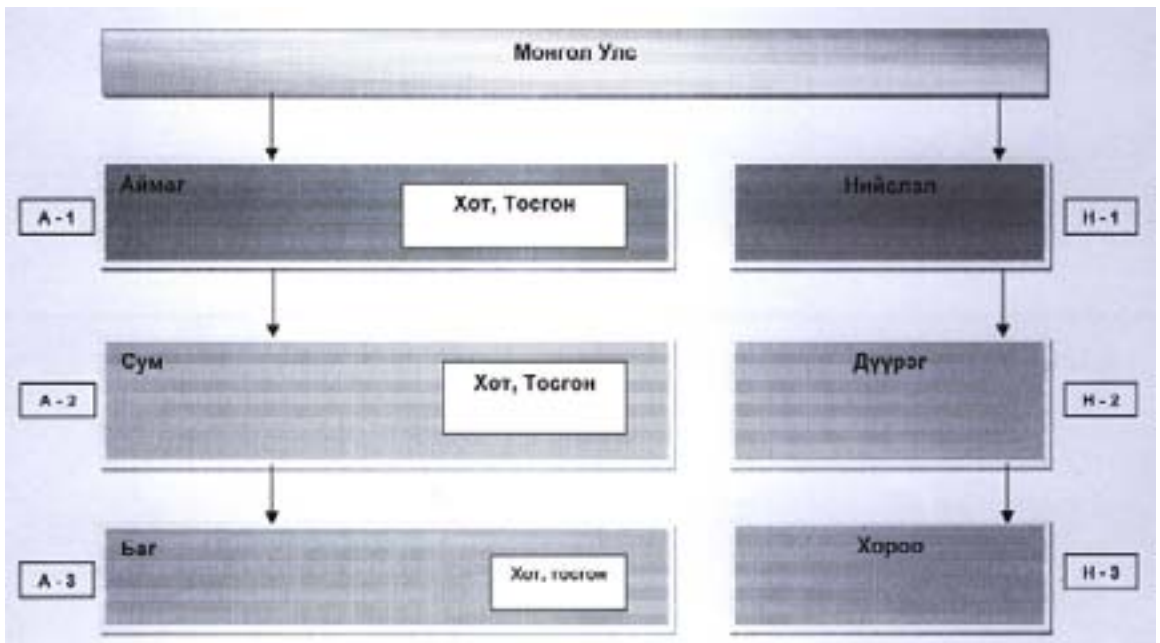 Монгол Улс
Аймаг
Хот, Тосгон
Нийслэл
А - 1
Н - 1
Сум
Хот, Тосгон
Дүүрэг
А - 2
Н - 2
Баг
Хот, тосгон
Хороо
А - 3
Н - 3